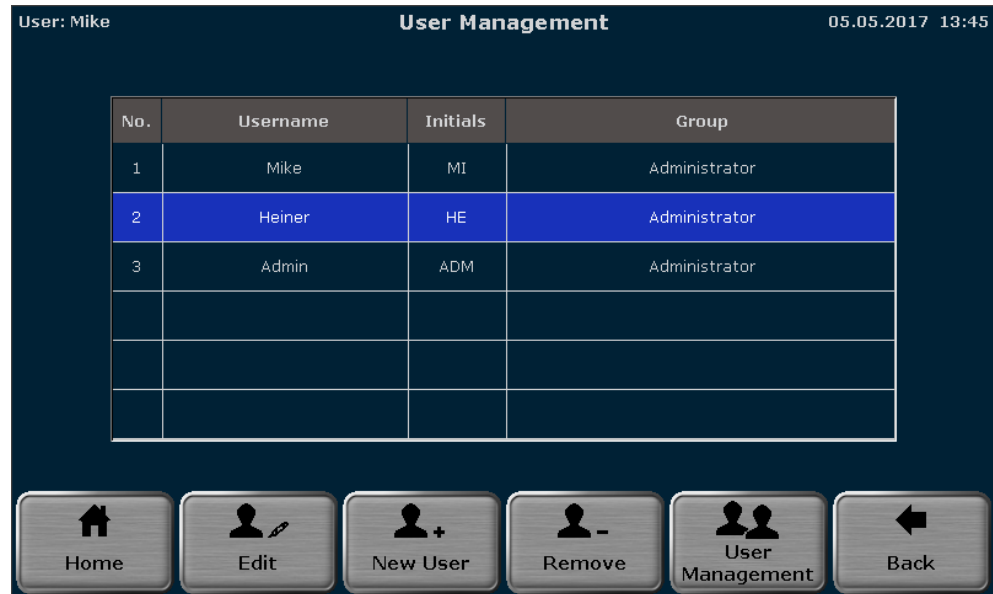 User: Mike User Management 05.05.2017 13:45
No. Username Initials Group
1 Mike MI Administrator
2 Heiner HE Administrator
3 Admin ADM Administrator
Home Edit New User Remove User Management Back